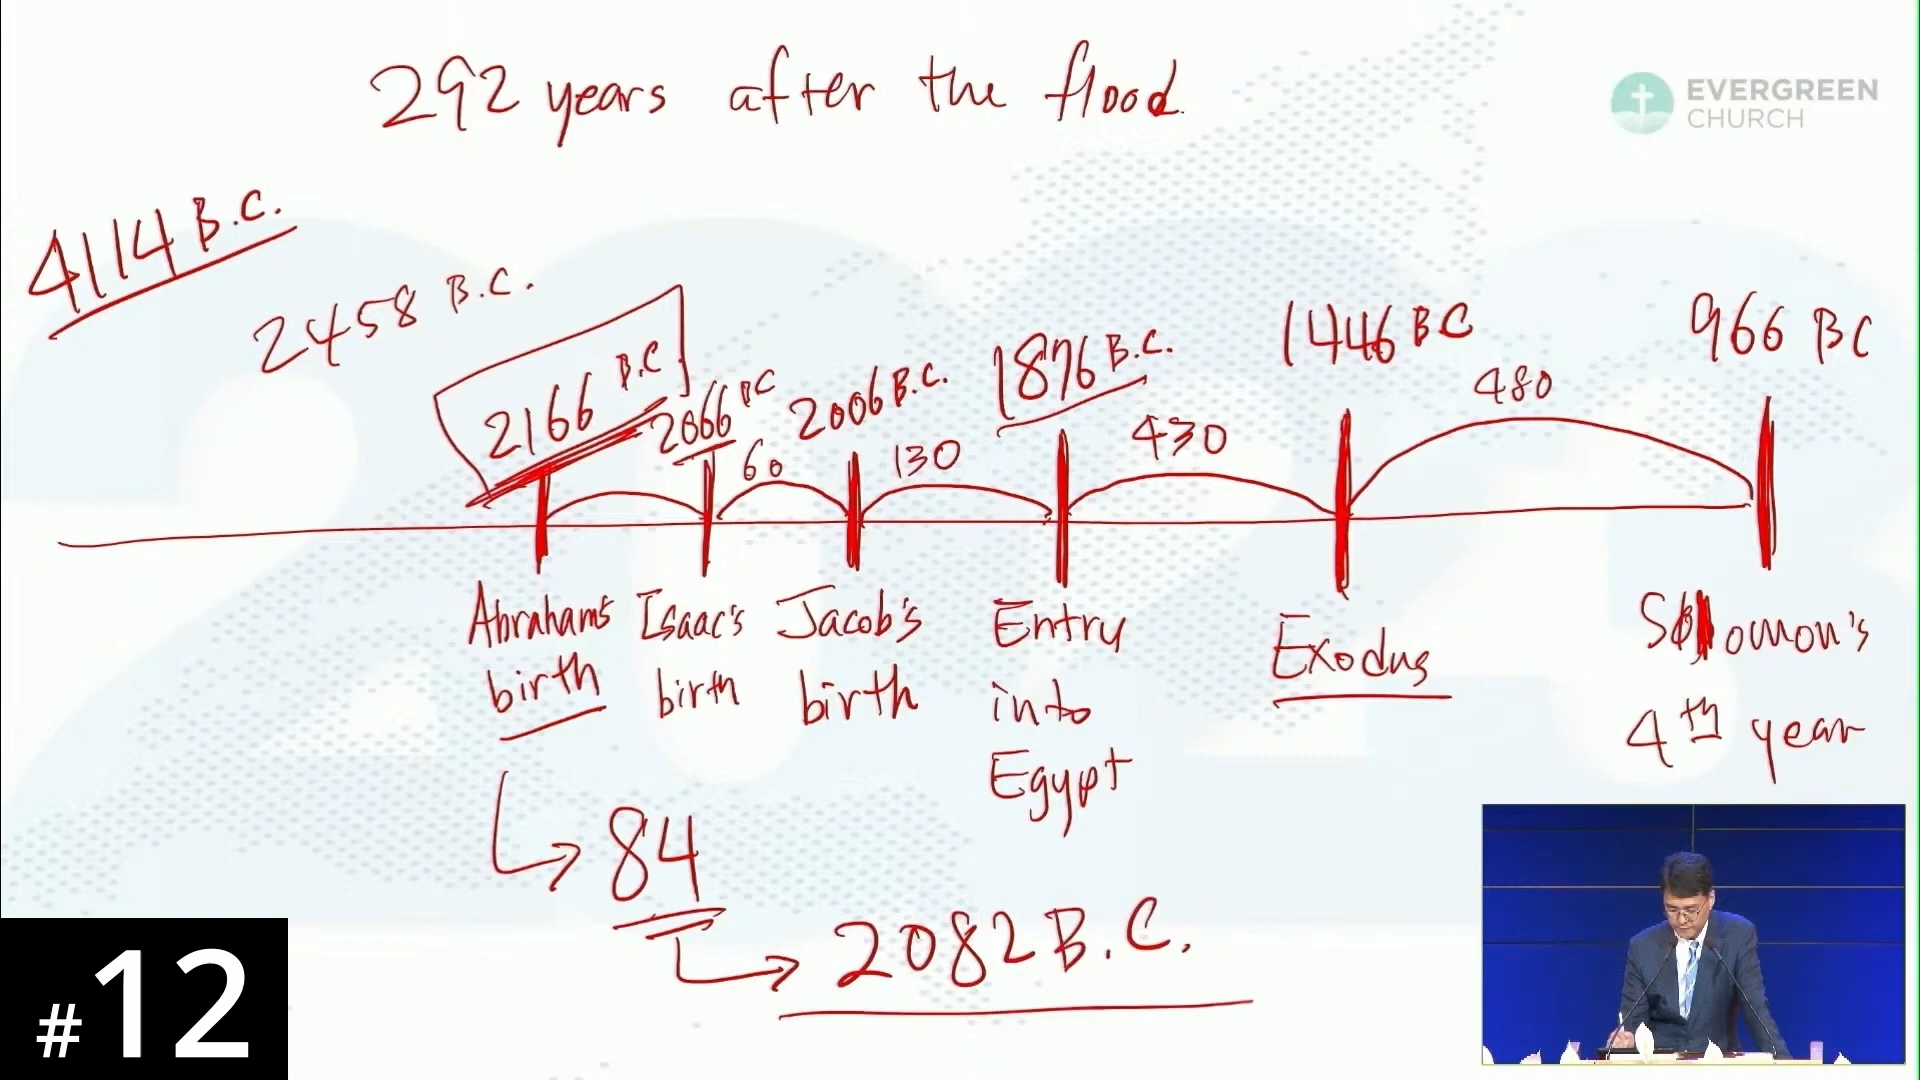 292 years after the flood.
EVERGREEN
CHURCH
4114 B.C.
2458 B.C.
2166 B.C
2066 BC
2006 B.C.
1876 B.C.
1446 BC
966 BC
60
130
430
480
Abraham's
birth
Isaac's
birth
Jacob's
birth
Entry
into
Egypt
Exodus
Solomon's
4th year
84
2082 B.C.
#12